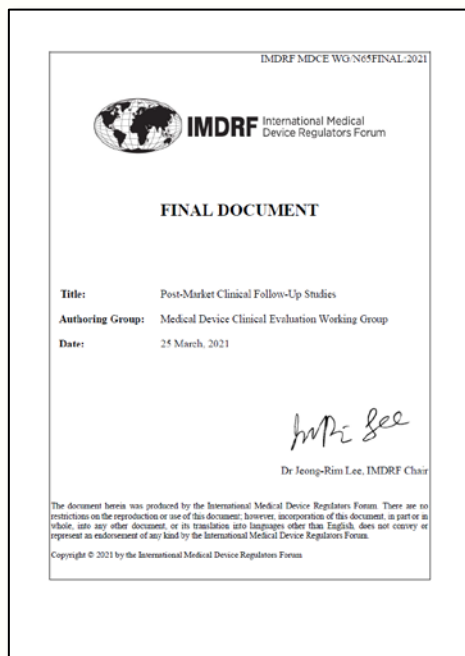 IMDRF MDCE WG/N65FINAL:2021
IMDRF International Medical
Device Regulators Forum
FINAL DOCUMENT
Title: Post-Market Clinical Follow-Up Studies
Authoring Group: Medical Device Clinical Evaluation Working Group
Date: 25 March, 2021
Dr Jeong-Rim Lee, IMDRF Chair
The document herein was produced by the International Medical Device Regulators Forum. There are no
restrictions on the reproduction or use of this document; however, incorporation of this document, in part or in
whole, into any other document, or its translation into languages other than English, does not convey or
represent an endorsement of any kind by the International Medical Device Regulators Forum.
Copyright © 2021 by the International Medical Device Regulators Forum